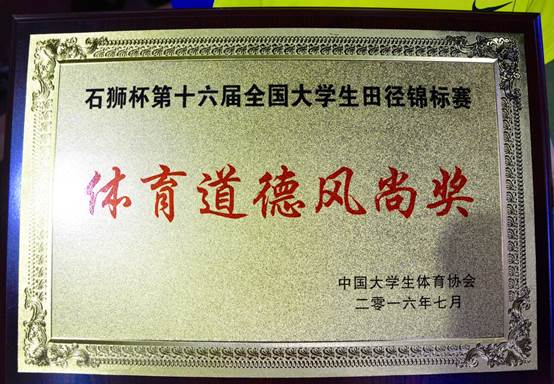 石狮杯第十六届全国大学生田径锦标赛
体育道德风尚奖
中国大学生体育协会
二零一六年七月